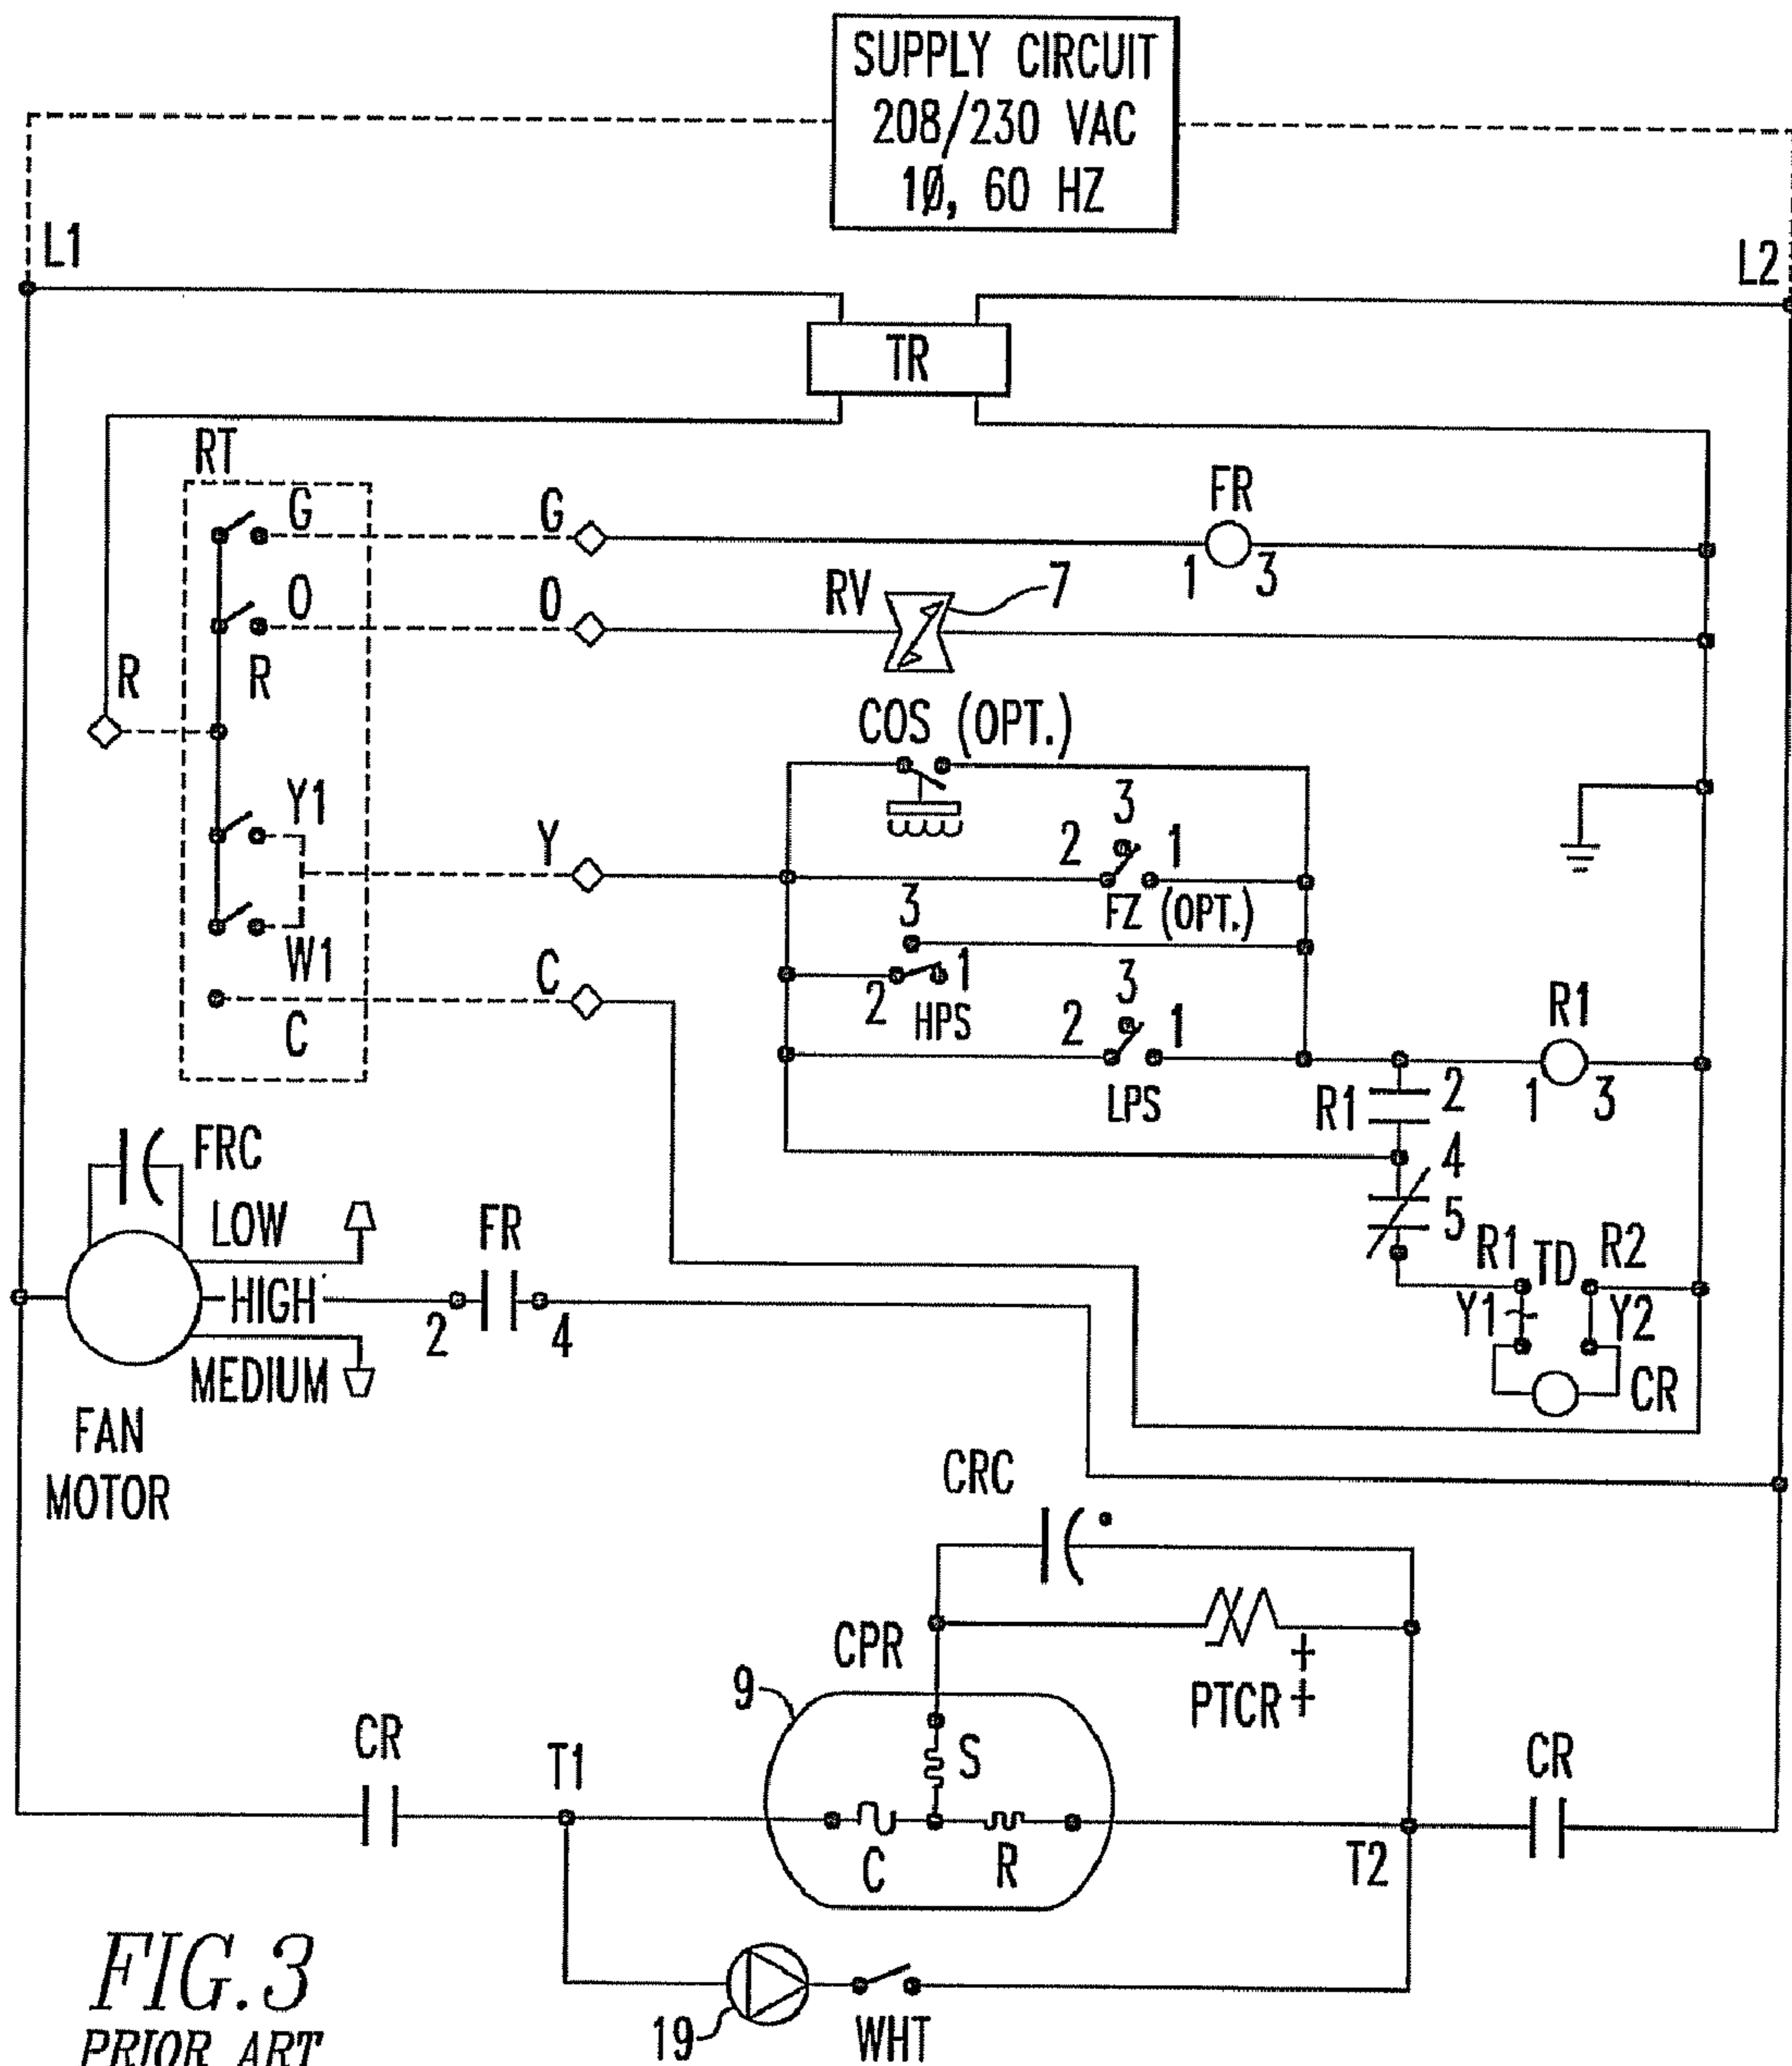 SUPPLY CIRCUIT
208/230 VAC
1Ø, 60 HZ
L1
L2
TR
RT
G
G
FR
1
3
O
O
RV
7
R
R
COS (OPT.)
3
2
1
FZ (OPT.)
Y1
Y
W1
3
2
1
HPS
C
C
3
2
1
LPS
R1
1
3
R1
2
4
5
R1
TD
R2
Y1
Y2
CR
FRC
LOW
HIGH
MEDIUM
FR
2
4
FAN
MOTOR
CRC
CPR
PTCR
9
S
C
R
CR
T1
T2
CR
19
WHT
FIG.3
PRIOR ART